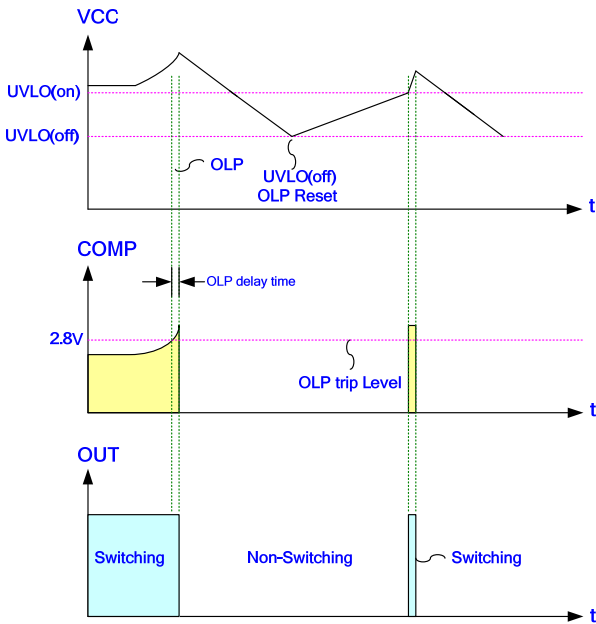 VCC
UVLO(on)
UVLO(off)
OLP
UVLO(off)
OLP Reset
t
COMP
OLP delay time
2.8V
OLP trip Level
t
OUT
Switching
Non-Switching
Switching
t